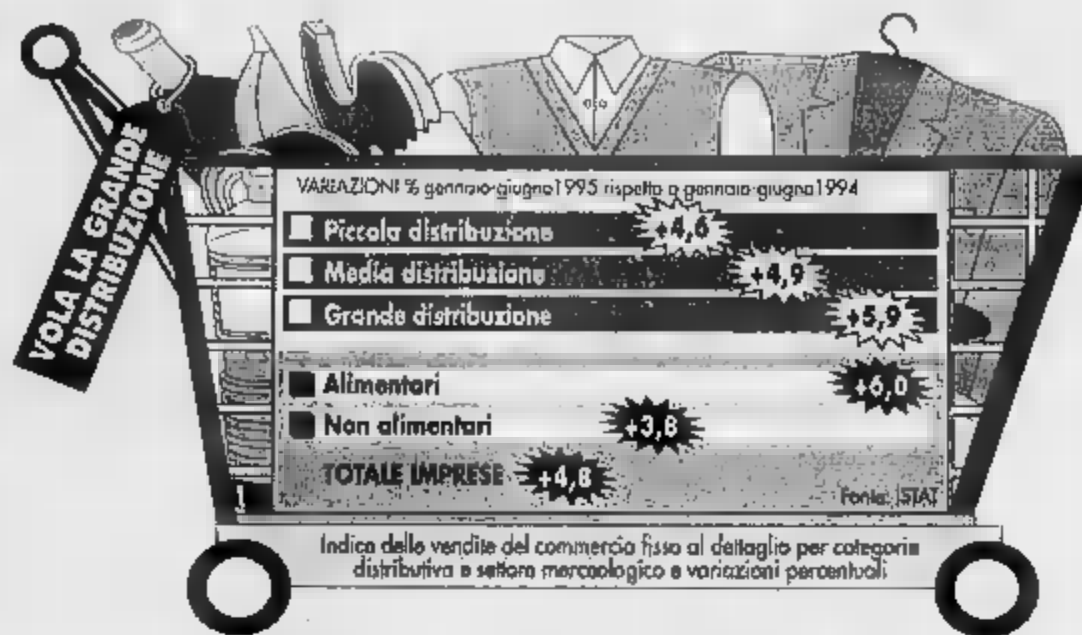 VOLA LA GRANDE
DISTRIBUZIONE
VARIAZIONI % gennaio-giugno 1995 rispetto a gennaio-giugno 1994
Piccola distribuzione +4,6
Media distribuzione +4,9
Grande distribuzione +5,9
Alimentari +6,0
Non alimentari +3,8
TOTALE IMPRESE +4,8
Fonte: ISTAT
Indice delle vendite del commercio fisso al dettaglio per categoria
distributiva e settore merceologico e variazioni percentuali